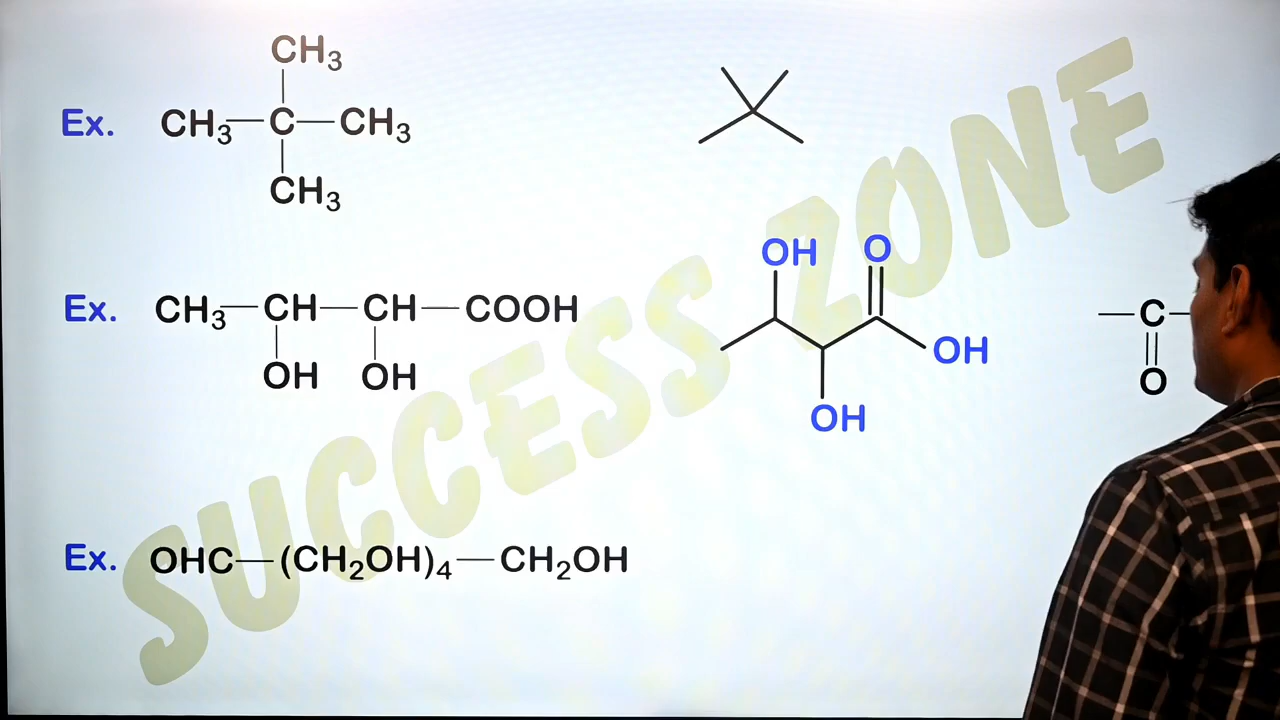 CH₃
Ex. CH₃—C—CH₃
CH₃
Ex. CH₃—CH—CH—COOH
OH OH
OH O
OH
OH
—C—
O
Ex. OHC—(CH₂OH)₄—CH₂OH
SUCCESS ZONE